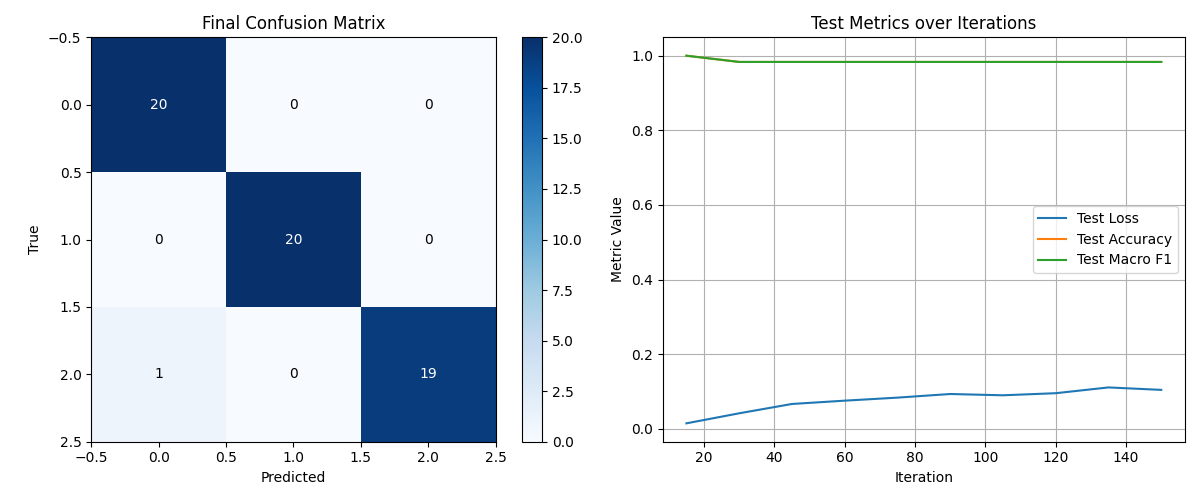 Final Confusion Matrix
True
−0.5
0.0
0.5
1.0
1.5
2.0
2.5
20 0 0
0 20 0
1 0 19
−0.5 0.0 0.5 1.0 1.5 2.0 2.5
Predicted
20.0
17.5
15.0
12.5
10.0
7.5
5.0
2.5
0.0
Test Metrics over Iterations
Metric Value
1.0
0.8
0.6
0.4
0.2
0.0
Test Loss
Test Accuracy
Test Macro F1
20 40 60 80 100 120 140
Iteration